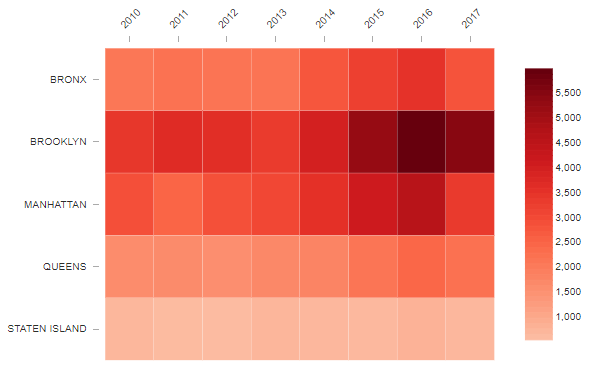 2010 2011 2012 2013 2014 2015 2016 2017
BRONX
BROOKLYN
MANHATTAN
QUEENS
STATEN ISLAND
5,500
5,000
4,500
4,000
3,500
3,000
2,500
2,000
1,500
1,000